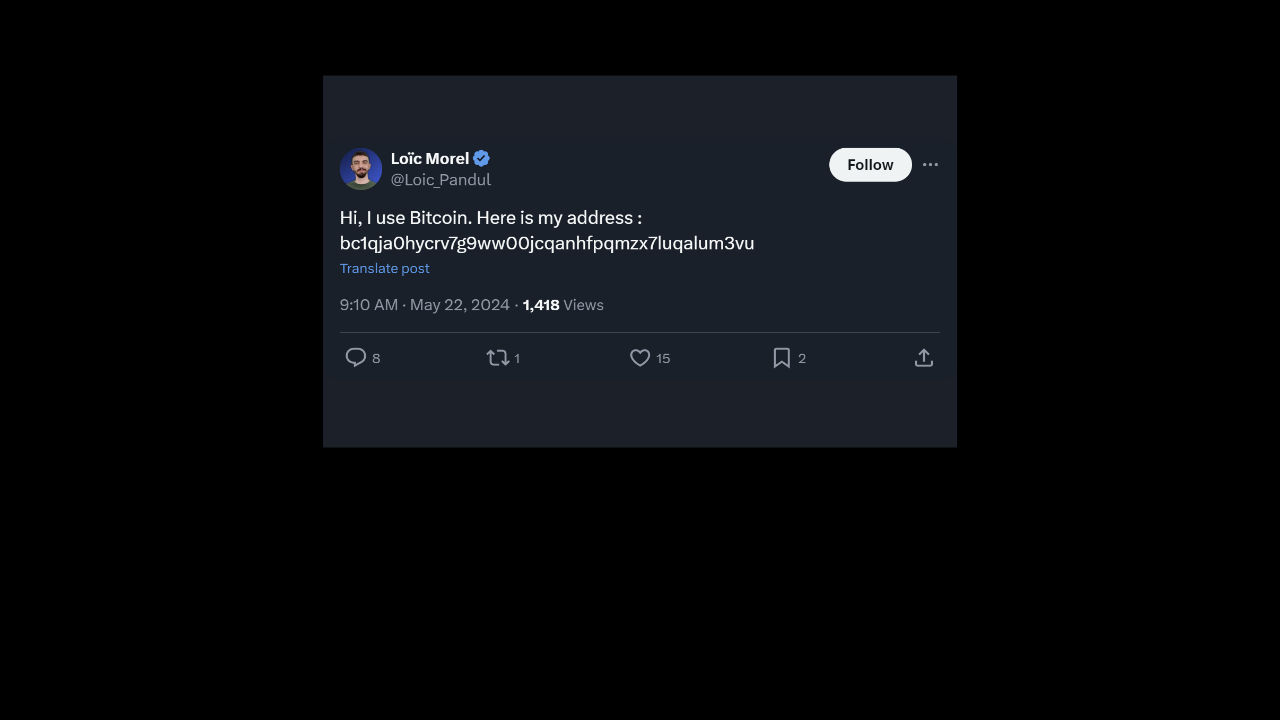 Loïc Morel
@Loic_Pandul
Follow
Hi, I use Bitcoin. Here is my address :
bc1qja0hycrv7g9ww00jcqanhfpqmzx7luqalum3vu
Translate post
9:10 AM · May 22, 2024 · 1,418 Views
8 1 15 2